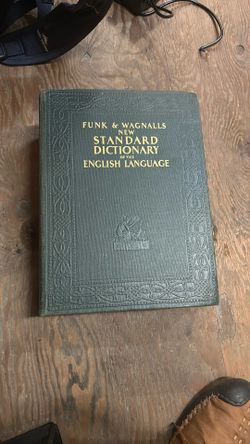 FUNK & WAGNALLS
NEW
STANDARD
DICTIONARY
OF THE
ENGLISH LANGUAGE